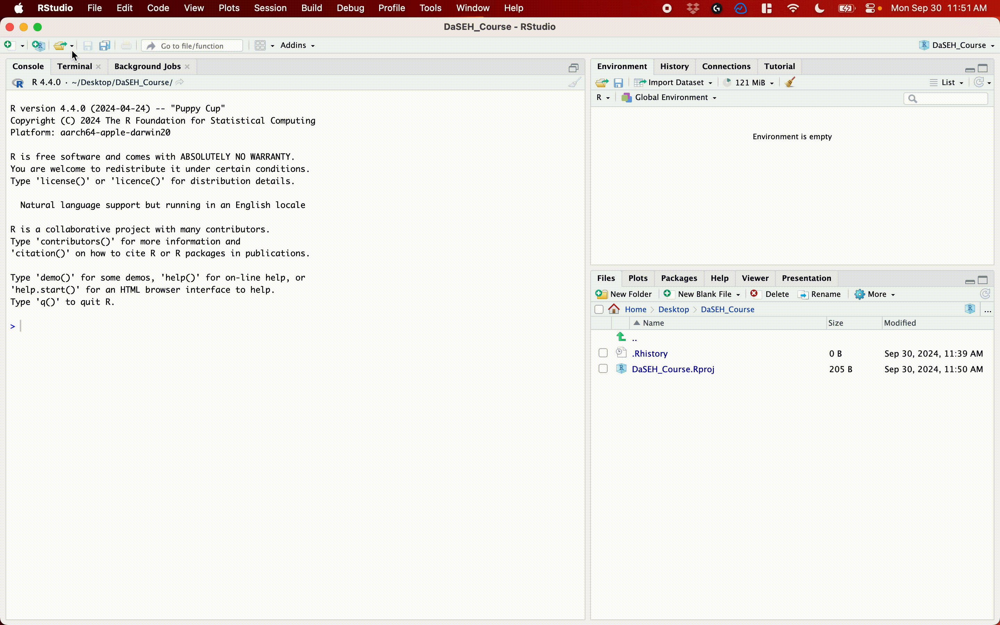 RStudio File Edit Code View Plots Session Build Debug Profile Tools Window Help Mon Sep 30 11:51 AM
DaSEH_Course - RStudio
Go to file/function Addins DaSEH_Course
Console Terminal Background Jobs
R 4.4.0 · ~/Desktop/DaSEH_Course/
R version 4.4.0 (2024-04-24) -- "Puppy Cup"
Copyright (C) 2024 The R Foundation for Statistical Computing
Platform: aarch64-apple-darwin20
R is free software and comes with ABSOLUTELY NO WARRANTY.
You are welcome to redistribute it under certain conditions.
Type 'license()' or 'licence()' for distribution details.
Natural language support but running in an English locale
R is a collaborative project with many contributors.
Type 'contributors()' for more information and
'citation()' on how to cite R or R packages in publications.
Type 'demo()' for some demos, 'help()' for on-line help, or
'help.start()' for an HTML browser interface to help.
Type 'q()' to quit R.
>
Environment History Connections Tutorial
Import Dataset 121 MiB List
R Global Environment
Environment is empty
Files Plots Packages Help Viewer Presentation
New Folder New Blank File Delete Rename More
Home Desktop DaSEH_Course ...
Name Size Modified
..
.Rhistory 0 B Sep 30, 2024, 11:39 AM
DaSEH_Course.Rproj 205 B Sep 30, 2024, 11:50 AM